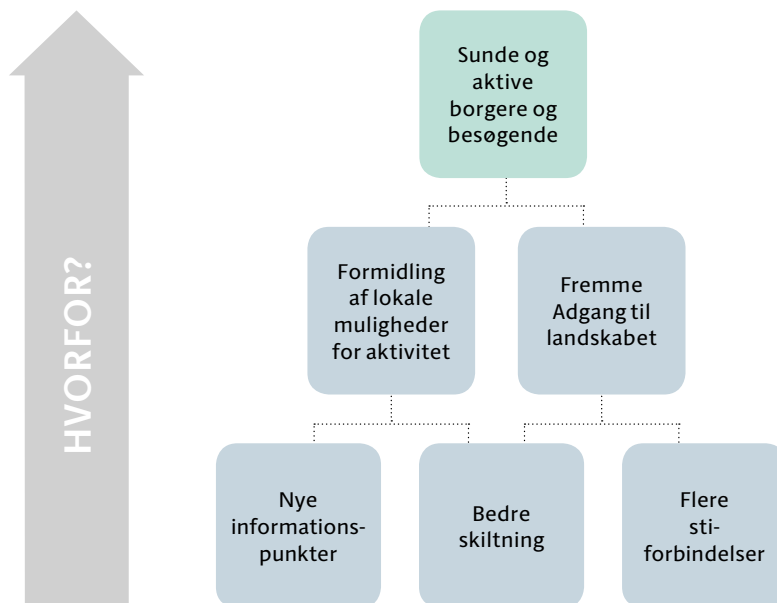 HVORFOR?
Sunde og
aktive
borgere og
besøgende
Formidling
af lokale
muligheder
for aktivitet
Fremme
Adgang til
landskabet
Nye
informations-
punkter
Bedre
skiltning
Flere
sti-
forbindelser